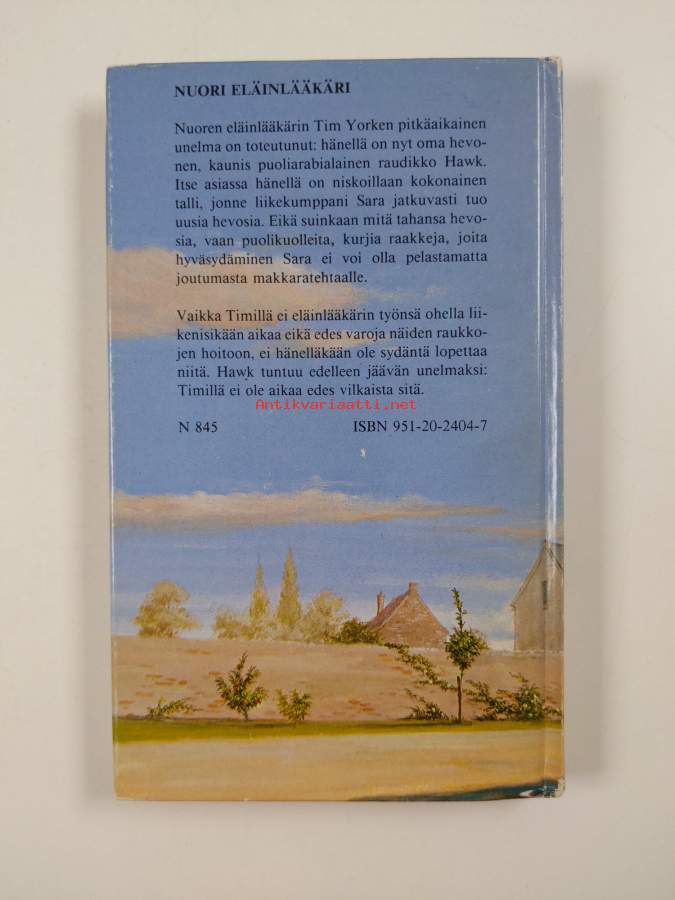 NUORI ELÄINLÄÄKÄRI
Nuoren eläinlääkärin Tim Yorken pitkäaikainen
unelma on toteutunut: hänellä on nyt oma hevo-
nen, kaunis puoliarabialainen raudikko Hawk.
Itse asiassa hänellä on niskoillaan kokonainen
talli, jonne liikekumppani Sara jatkuvasti tuo
uusia hevosia. Eikä suinkaan mitä tahansa hevo-
sia, vaan puolikuolleita, kurjia raakkeja, joita
hyväsydäminen Sara ei voi olla pelastamatta
joutumasta makkaratehtaalle.
Vaikka Timillä ei eläinlääkärin työnsä ohella lii-
kenisikään aikaa eikä edes varoja näiden raukko-
jen hoitoon, ei hänelläkään ole sydäntä lopettaa
niitä. Hawk tuntuu edelleen jäävän unelmaksi:
Timillä ei ole aikaa edes vilkaista sitä.
Antikvariaatti.net
N 845 ISBN 951-20-2404-7